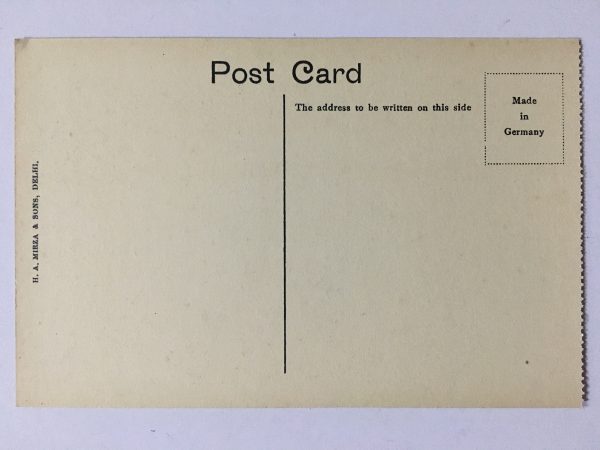 Post Card
The address to be written on this side
Made
in
Germany
H. A. MIRZA & SONS, DELHI.